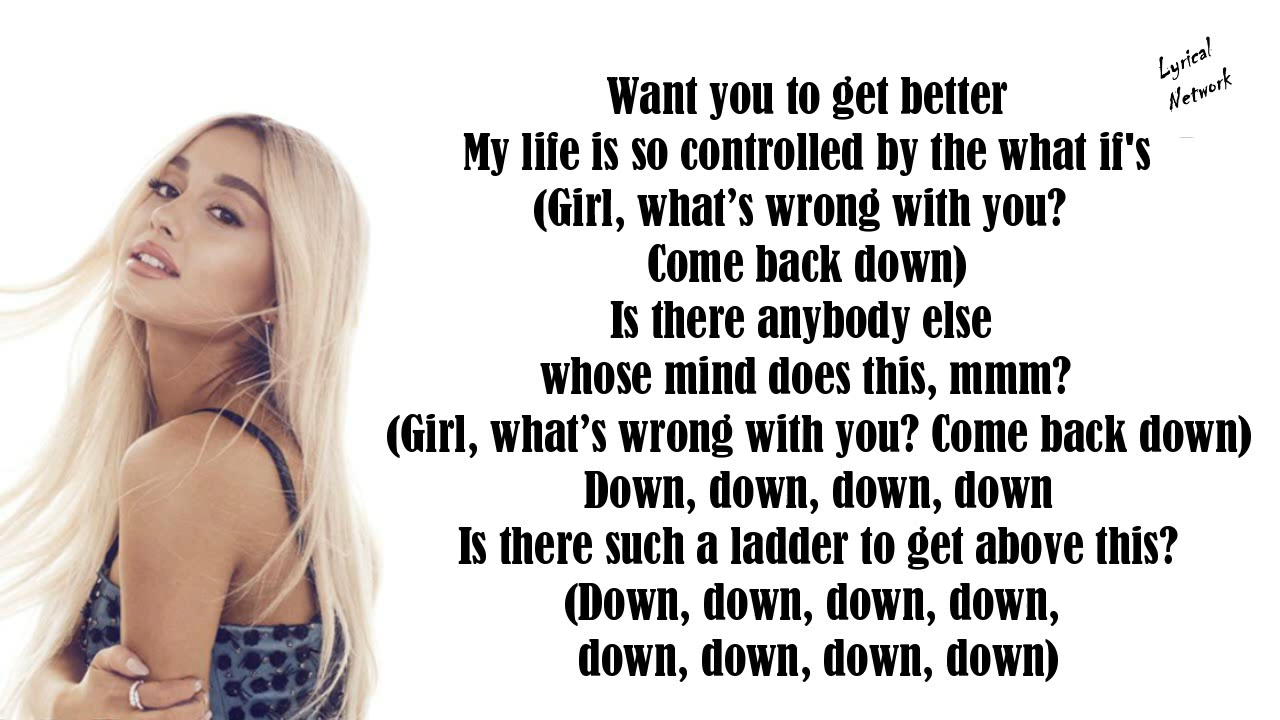 Lyrical
Network
Want you to get better
My life is so controlled by the what if's
(Girl, what’s wrong with you?
Come back down)
Is there anybody else
whose mind does this, mmm?
(Girl, what’s wrong with you? Come back down)
Down, down, down, down
Is there such a ladder to get above this?
(Down, down, down, down,
down, down, down, down)